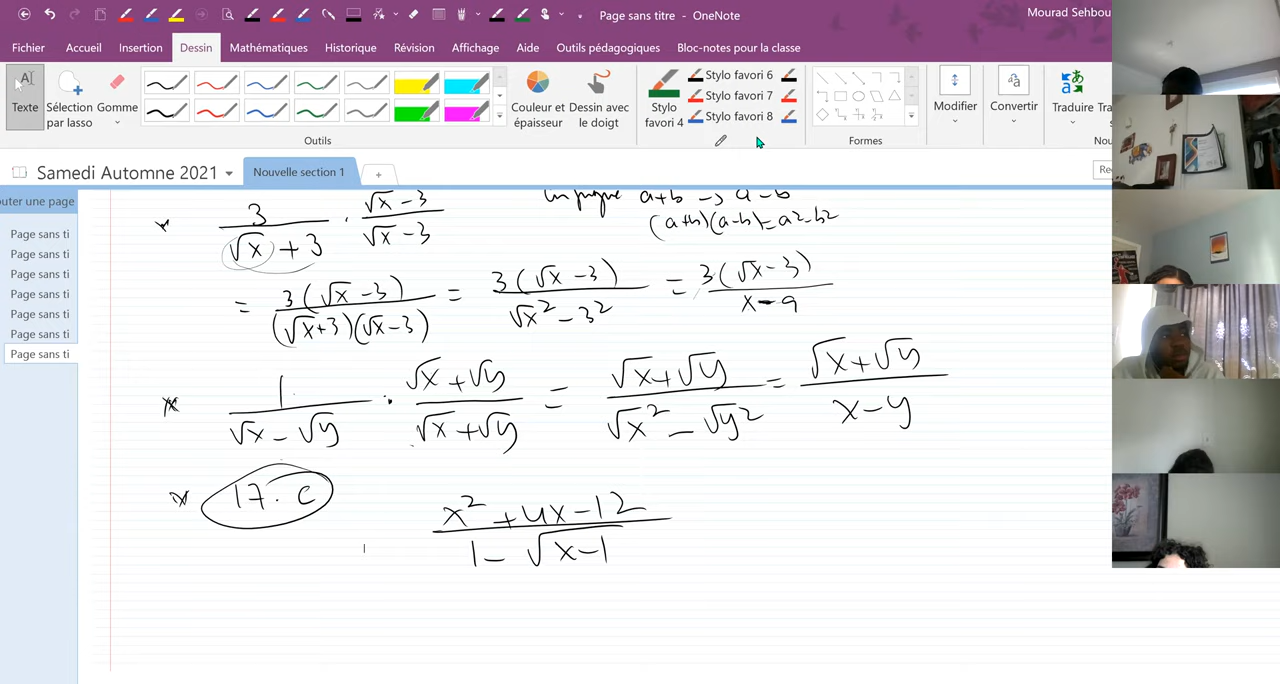 Page sans titre - OneNote
Mourad Sehbou
Fichier Accueil Insertion Dessin Mathématiques Historique Révision Affichage Aide Outils pédagogiques Bloc-notes pour la classe
Texte
Sélection par lasso
Gomme
Couleur et épaisseur
Dessin avec le doigt
Stylo favori 4
Stylo favori 6
Stylo favori 7
Stylo favori 8
Modifier
Convertir
Traduire
Outils
Formes
Samedi Automne 2021
Nouvelle section 1
outer une page
Page sans ti
Page sans ti
Page sans ti
Page sans ti
Page sans ti
Page sans ti
Page sans ti
a+b → a-b
(a+b)(a-b) = a²-b²
3/(√x + 3) · (√x - 3)/(√x - 3)
= 3(√x - 3)/((√x+3)(√x-3)) = 3(√x - 3)/(√x² - 3²) = 3(√x - 3)/(x - 9)
* 1/(√x - √y) · (√x + √y)/(√x + √y) = (√x + √y)/(√x² - √y²) = (√x + √y)/(x - y)
* 17. c (x² + 4x - 12)/(1 - √(x-1))